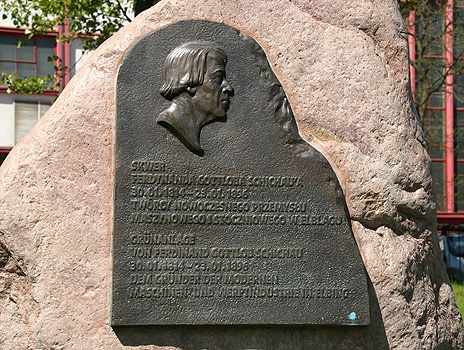 SKWER
FERDYNANDA GOTTLOBA SCHICHAU'A
30.01.1814-23.01.1896
TWÓRCY NOWOCZESNEGO PRZEMYSŁU
MASZYNOWEGO I STOCZNIOWEGO W ELBLĄGU
GRÜNANLAGE
VON FERDINAND GOTTLOB SCHICHAU
30.01.1814-23.01.1896
DEM GRÜNDER DER MODERNEN
MASCHINEN- UND WERFTINDUSTRIE IN ELBING